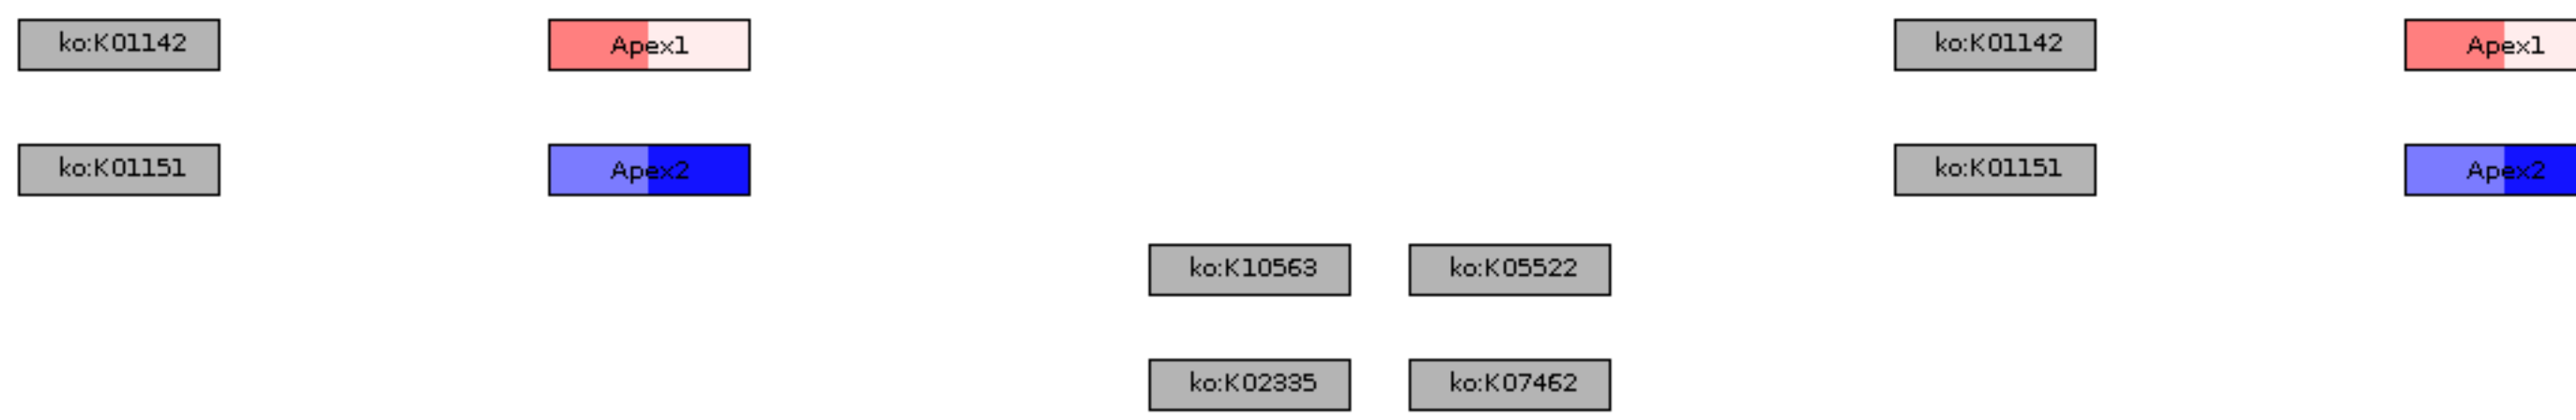 ko:K01142 Apex1 ko:K01142 Apex1
ko:K01151 Apex2 ko:K01151 Apex2
ko:K10563 ko:K05522
ko:K02335 ko:K07462